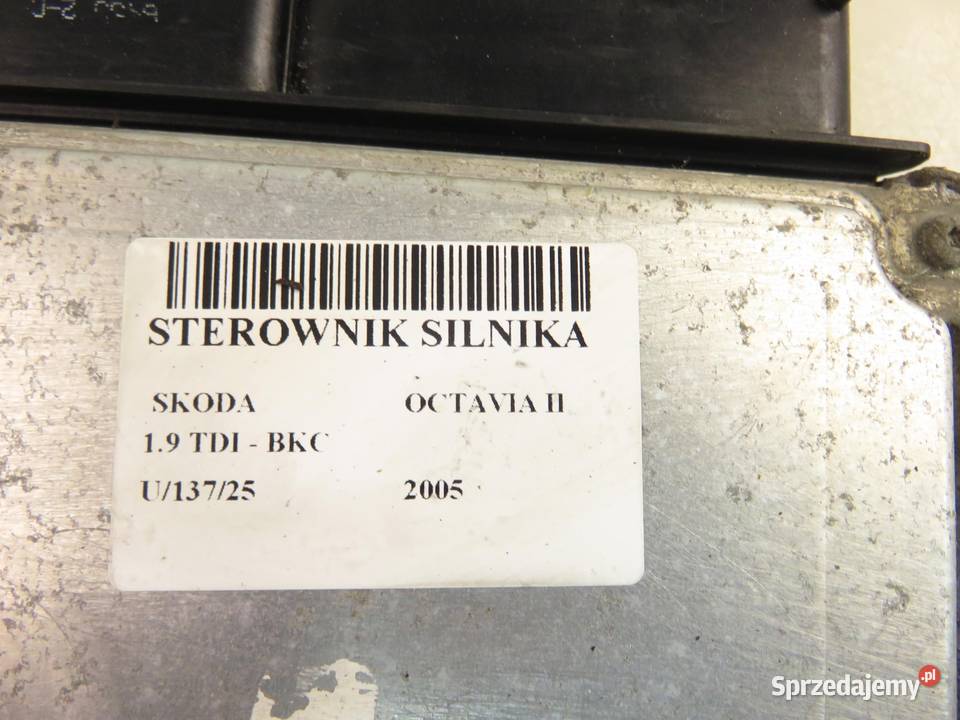 STEROWNIK SILNIKA
SKODA OCTAVIA II
1.9 TDI - BKC
U/137/25 2005
Sprzedajemy.pl